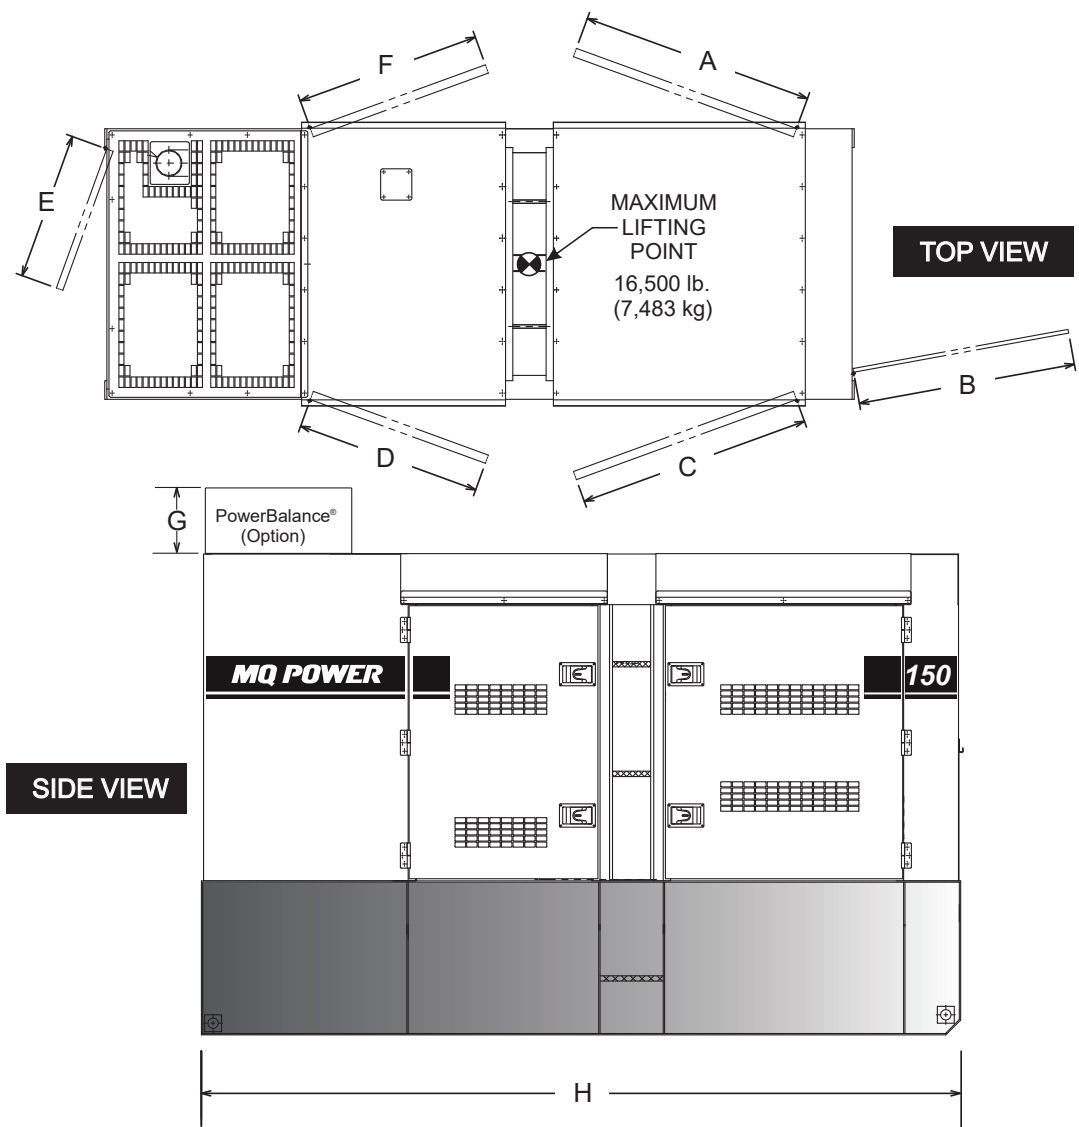 F
A
E
MAXIMUM
LIFTING
POINT
16,500 lb.
(7,483 kg)
TOP VIEW
B
D
C
G
PowerBalance®
(Option)
MQ POWER
150
SIDE VIEW
H